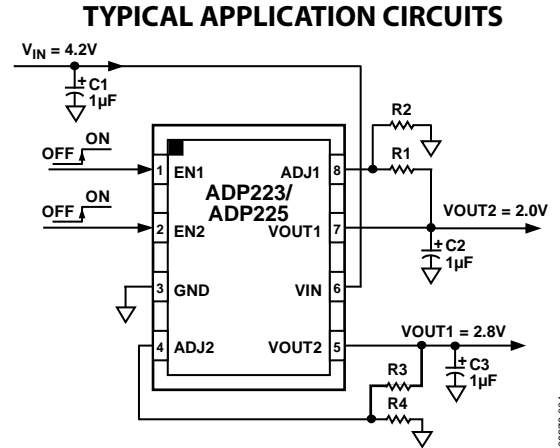 TYPICAL APPLICATION CIRCUITS
VIN = 4.2V
+ C1
1µF
OFF ON
OFF ON
1 EN1
2 EN2
3 GND
4 ADJ2
ADP223/
ADP225
ADJ1 8
VOUT1 7
VIN 6
VOUT2 5
R2
R1
VOUT2 = 2.0V
+ C2
1µF
VOUT1 = 2.8V
R3
+ C3
1µF
R4